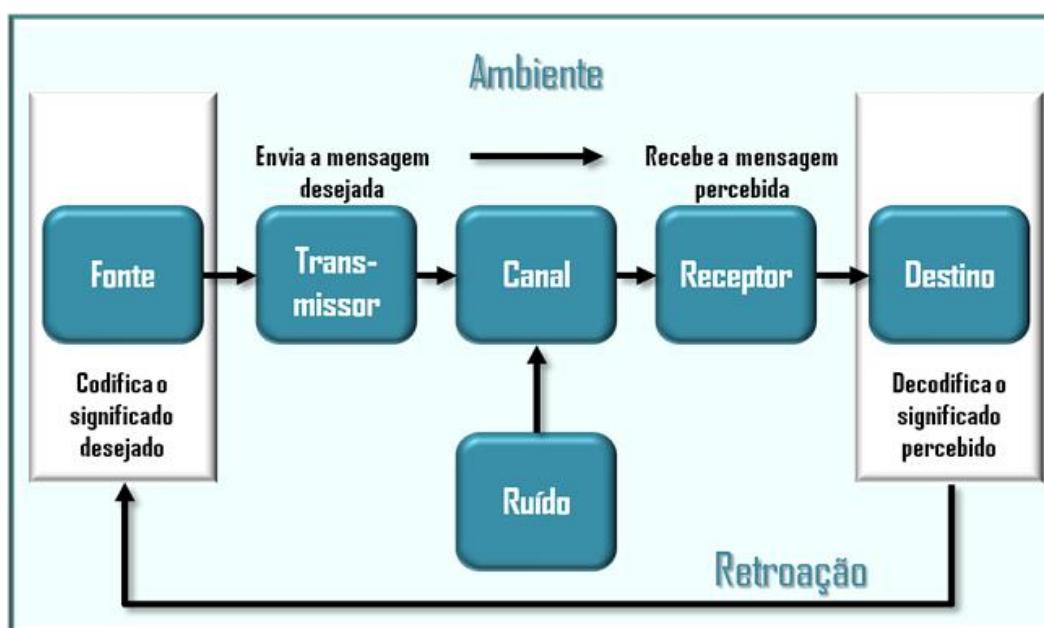 Ambiente
Envia a mensagem
desejada
Recebe a mensagem
percebida
Fonte
Trans-
missor
Canal
Receptor
Destino
Codifica o
significado
desejado
Decodifica o
significado
percebido
Ruído
Retroação